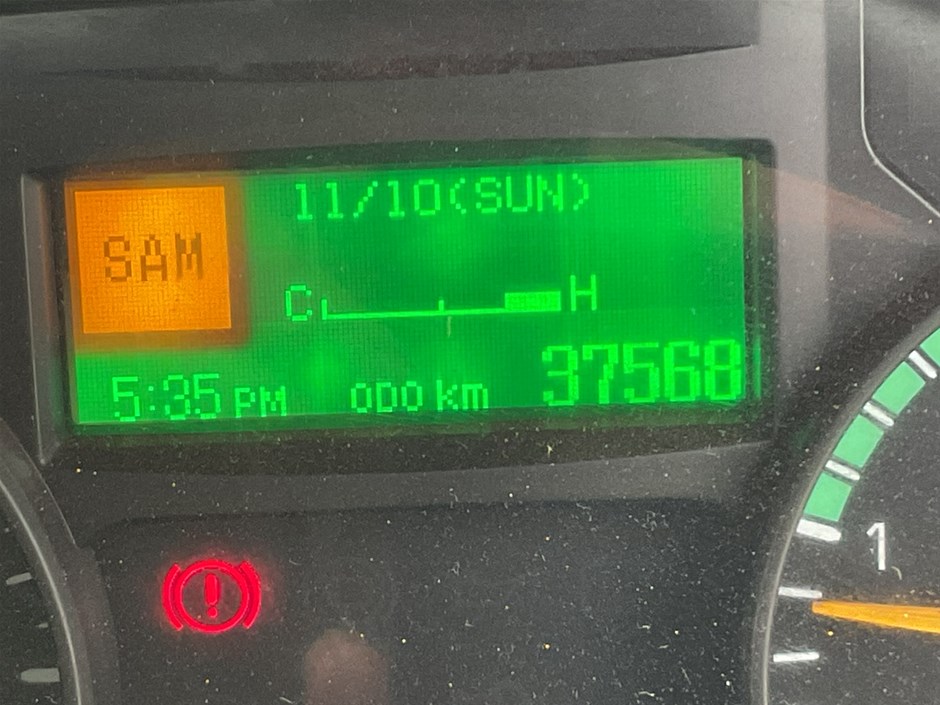 11/10(SUN)
SAM
C H
5:35 PM ODO km 37568
!
1